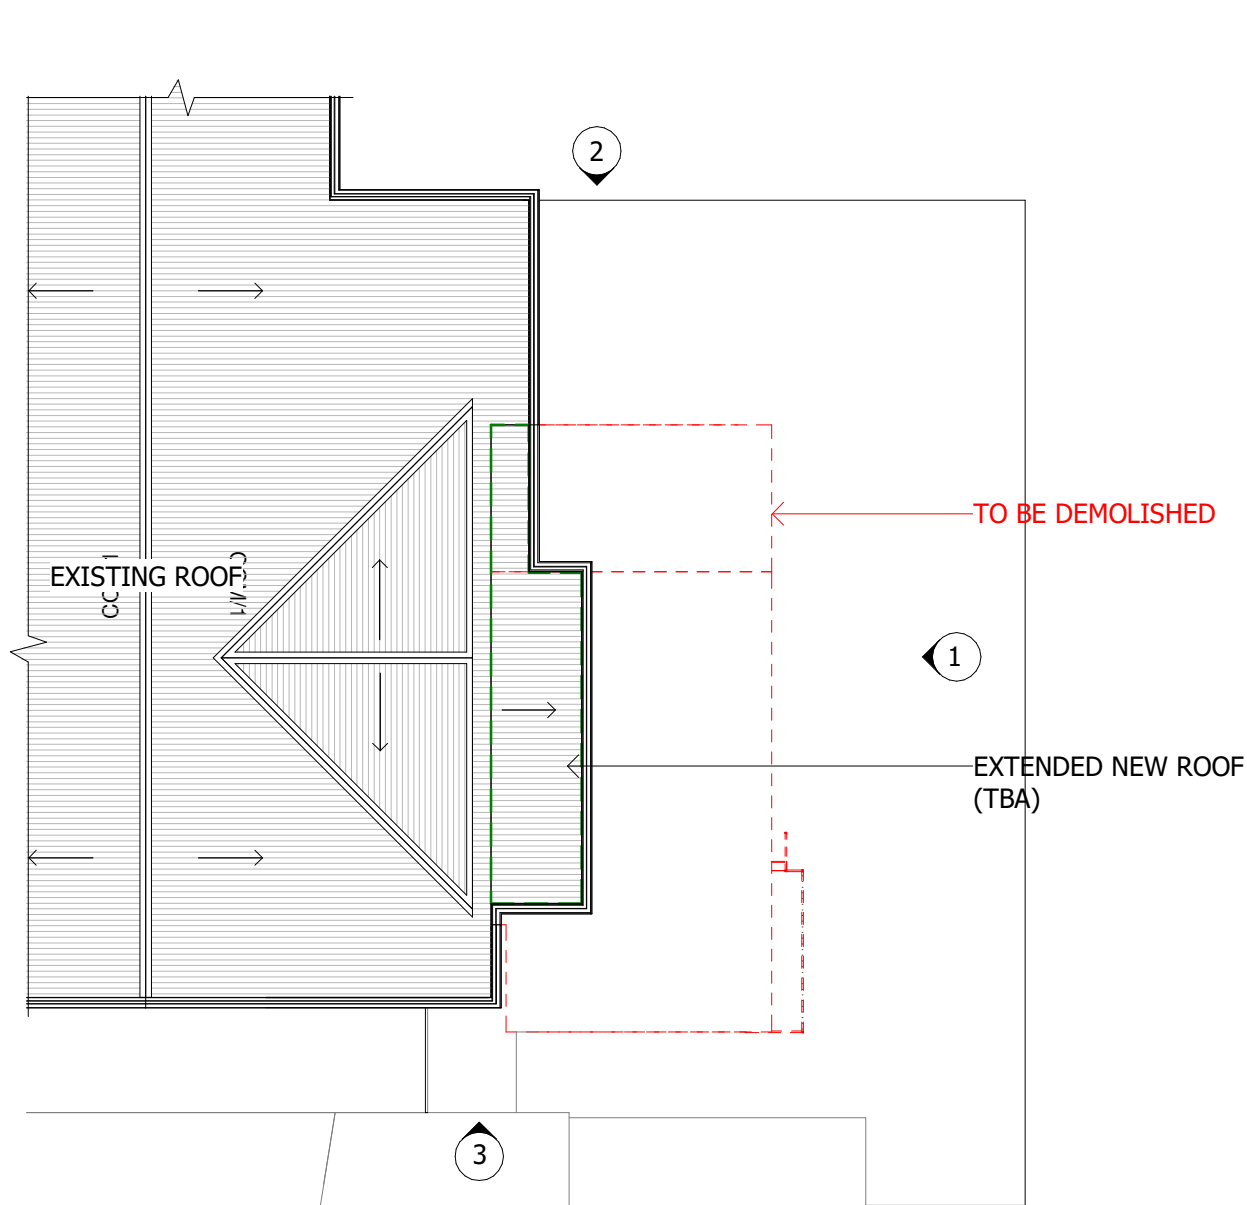 2
TO BE DEMOLISHED
EXISTING ROOF
1
EXTENDED NEW ROOF
(TBA)
3